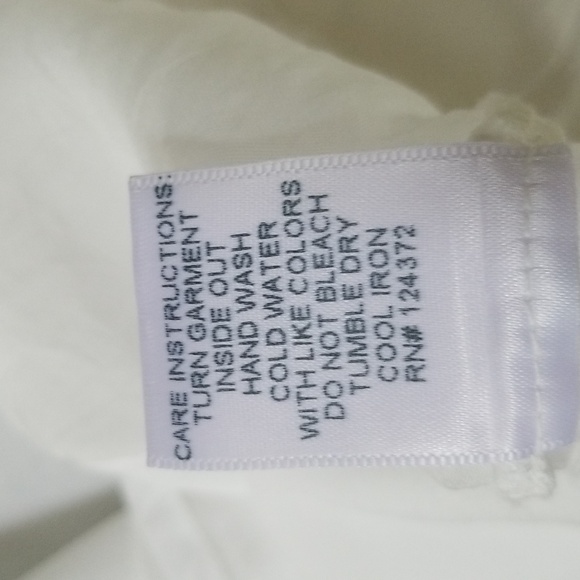 CARE INSTRUCTIONS:
TURN GARMENT
INSIDE OUT
HAND WASH
COLD WATER
WITH LIKE COLORS
DO NOT BLEACH
TUMBLE DRY
COOL IRON
RN# 124372